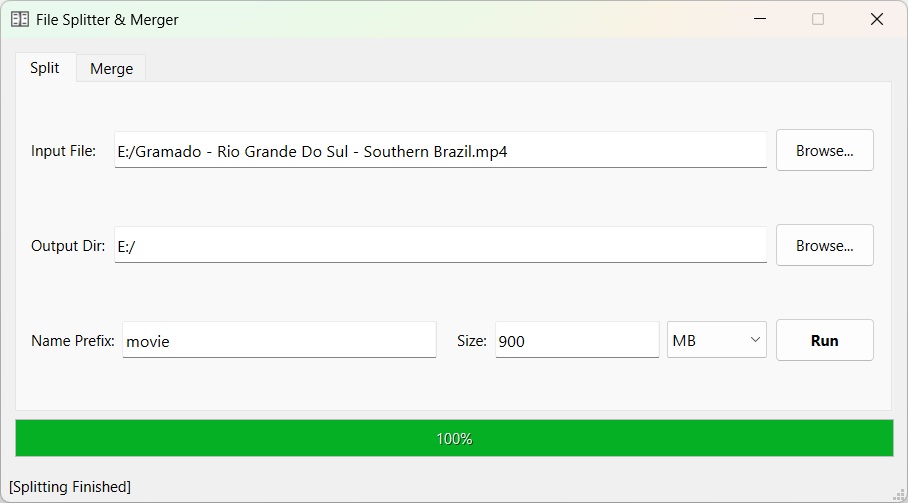 File Splitter & Merger
Split Merge
Input File: E:/Gramado - Rio Grande Do Sul - Southern Brazil.mp4 Browse...
Output Dir: E:/ Browse...
Name Prefix: movie Size: 900 MB Run
100%
[Splitting Finished]